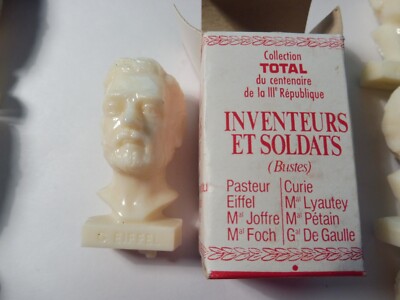 Collection
TOTAL
du centenaire
de la IIIe République
INVENTEURS
ET SOLDATS
(Bustes)
Pasteur
Eiffel
Mal Joffre
Mal Foch
Curie
Mal Lyautey
Mal Pétain
Gal De Gaulle
G. EIFFEL